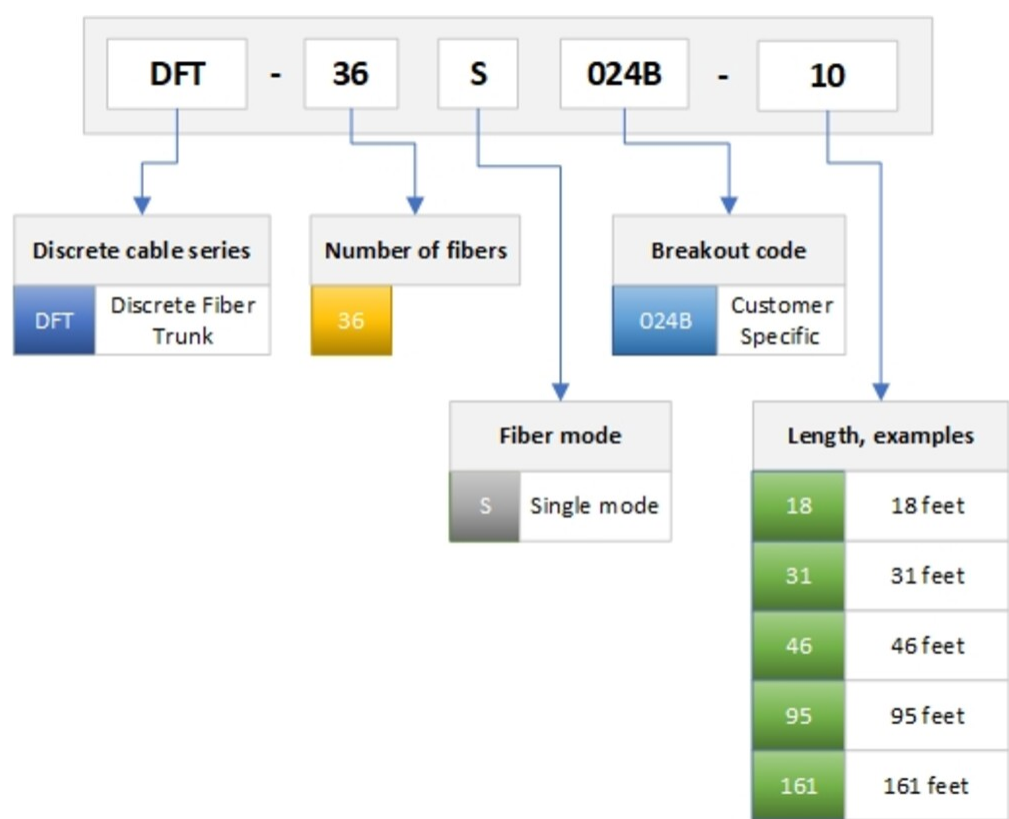 DFT - 36 S 024B - 10
Discrete cable series
DFT Discrete Fiber Trunk
Number of fibers
36
Breakout code
024B Customer Specific
Fiber mode
S Single mode
Length, examples
18 18 feet
31 31 feet
46 46 feet
95 95 feet
161 161 feet